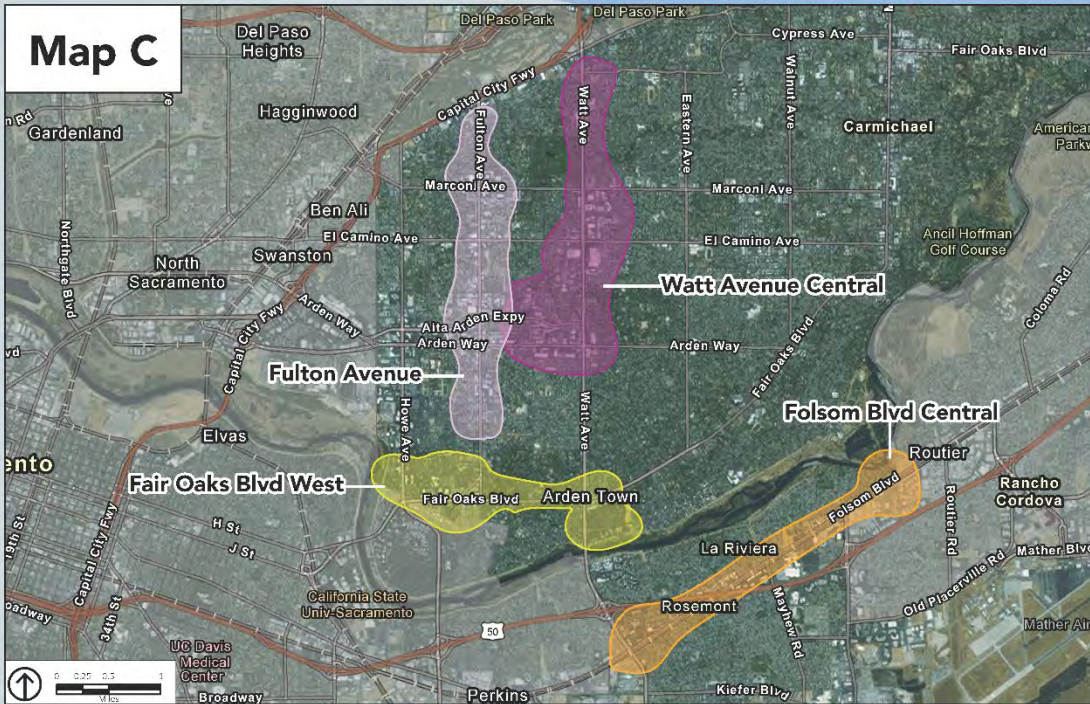 Map C
Del Paso Park
Del Paso Park
Del Paso
Heights
Cypress Ave
Fair Oaks Blvd
Capital City Fwy
Hagginwood
Gardenland
Fulton Ave
Watt Ave
Eastern Ave
Walnut Ave
Carmichael
American
Parkw
Marconi Ave
Marconi Ave
Ben Ali
El Camino Ave
El Camino Ave
Ancil Hoffman
Golf Course
Northgate Blvd
North
Sacramento
Swanston
Watt Avenue Central
Coloma Rd
Arden Way
Capital City Fwy
Alta Arden Expy
Arden Way
Arden Way
Fair Oaks Blvd
Fulton Avenue
Howe Ave
Watt Ave
Folsom Blvd Central
Elvas
Routier
ento
Fair Oaks Blvd West
Fair Oaks Blvd
Arden Town
Folsom Blvd
Rancho
Cordova
19th St
Capital City Fwy
H St
J St
La Riviera
Routier Rd
Mather Blv
Old Placerville Rd
California State
Univ-Sacramento
Rosemont
Mayhew Rd
34th St
oadway
50
Mather Air
UC Davis
Medical
Center
0 0.25 0.5 1
Miles
Broadway
Perkins
Kiefer Blvd